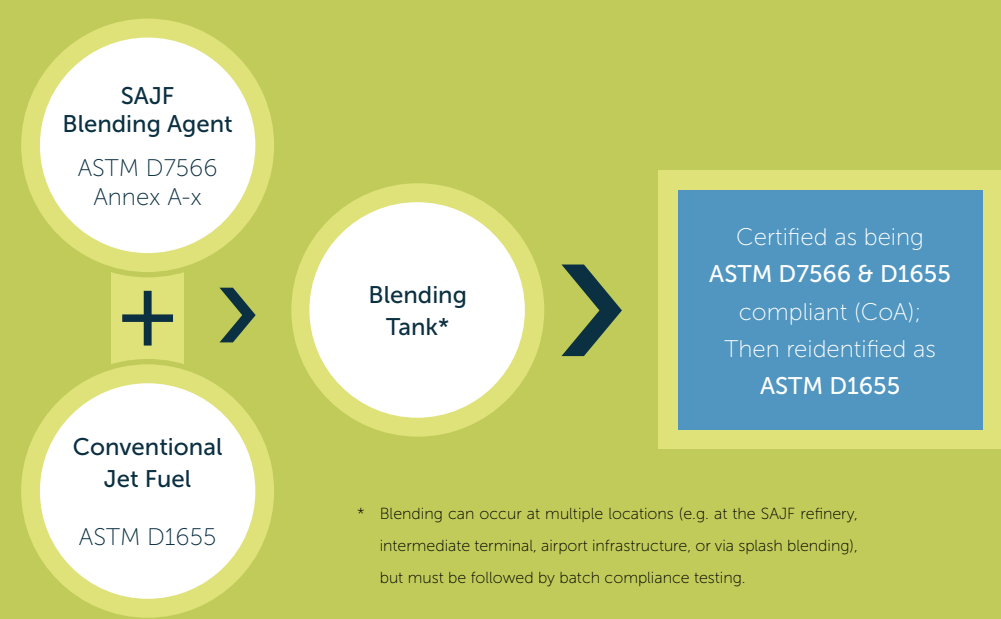 SAJF
Blending Agent
ASTM D7566
Annex A-x
+
Conventional
Jet Fuel
ASTM D1655
Blending
Tank*
Certified as being
ASTM D7566 & D1655
compliant (CoA);
Then reidentified as
ASTM D1655
* Blending can occur at multiple locations (e.g. at the SAJF refinery,
intermediate terminal, airport infrastructure, or via splash blending),
but must be followed by batch compliance testing.